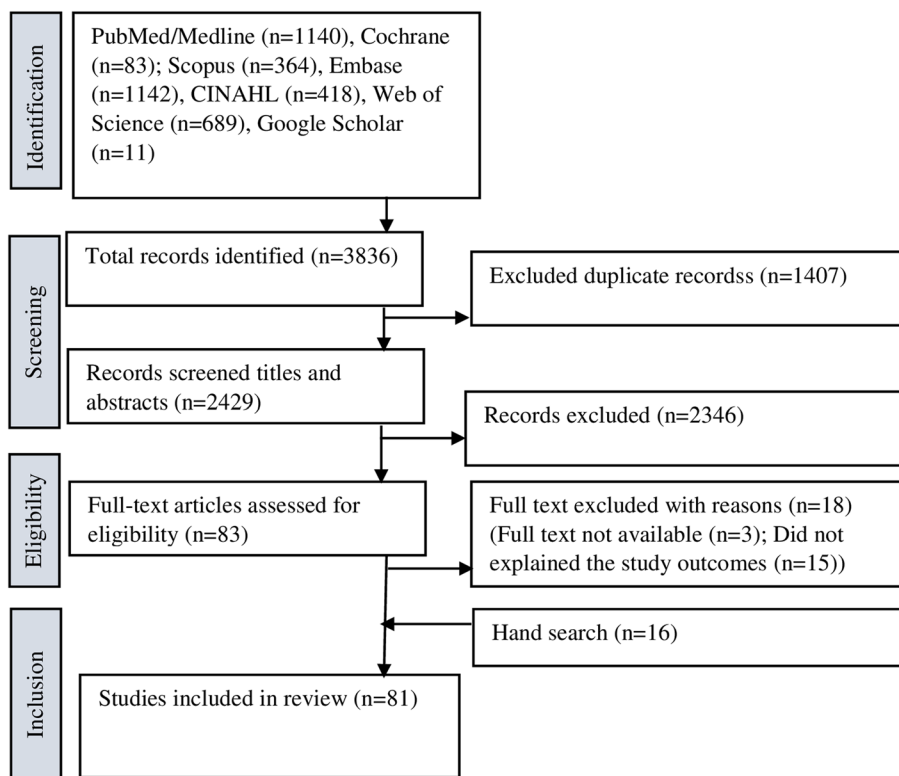 Identification
PubMed/Medline (n=1140), Cochrane
(n=83); Scopus (n=364), Embase
(n=1142), CINAHL (n=418), Web of
Science (n=689), Google Scholar
(n=11)
Screening
Total records identified (n=3836)
Excluded duplicate recordss (n=1407)
Records screened titles and
abstracts (n=2429)
Records excluded (n=2346)
Eligibility
Full-text articles assessed for
eligibility (n=83)
Full text excluded with reasons (n=18)
(Full text not available (n=3); Did not
explained the study outcomes (n=15))
Inclusion
Hand search (n=16)
Studies included in review (n=81)